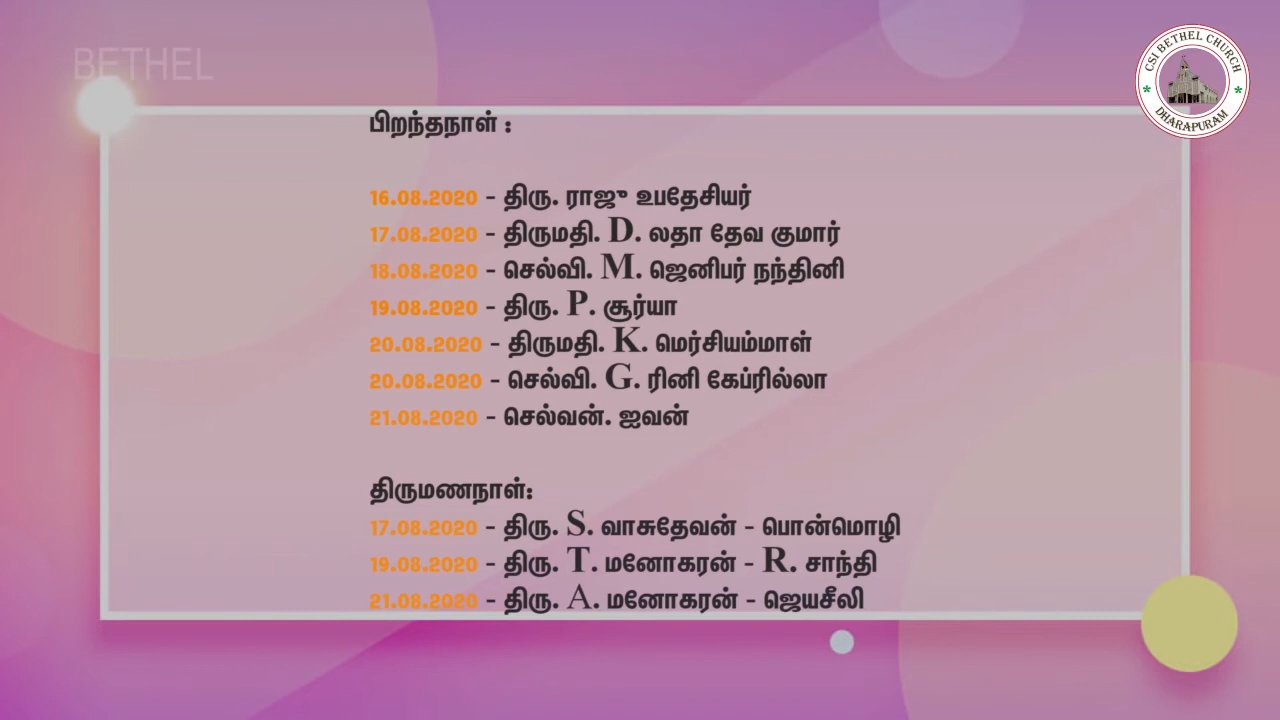 BETHEL
CSI BETHEL CHURCH
DHARAPURAM
பிறந்தநாள் :
16.08.2020 - திரு. ராஜு உபதேசியர்
17.08.2020 - திருமதி. D. லதா தேவ குமார்
18.08.2020 - செல்வி. M. ஜெனிபர் நந்தினி
19.08.2020 - திரு. P. சூர்யா
20.08.2020 - திருமதி. K. மெர்சியம்மாள்
20.08.2020 - செல்வி. G. ரினி கேப்ரில்லா
21.08.2020 - செல்வன். ஐவன்
திருமணநாள்:
17.08.2020 - திரு. S. வாசுதேவன் - பொன்மொழி
19.08.2020 - திரு. T. மனோகரன் - R. சாந்தி
21.08.2020 - திரு. A. மனோகரன் - ஜெயசீலி